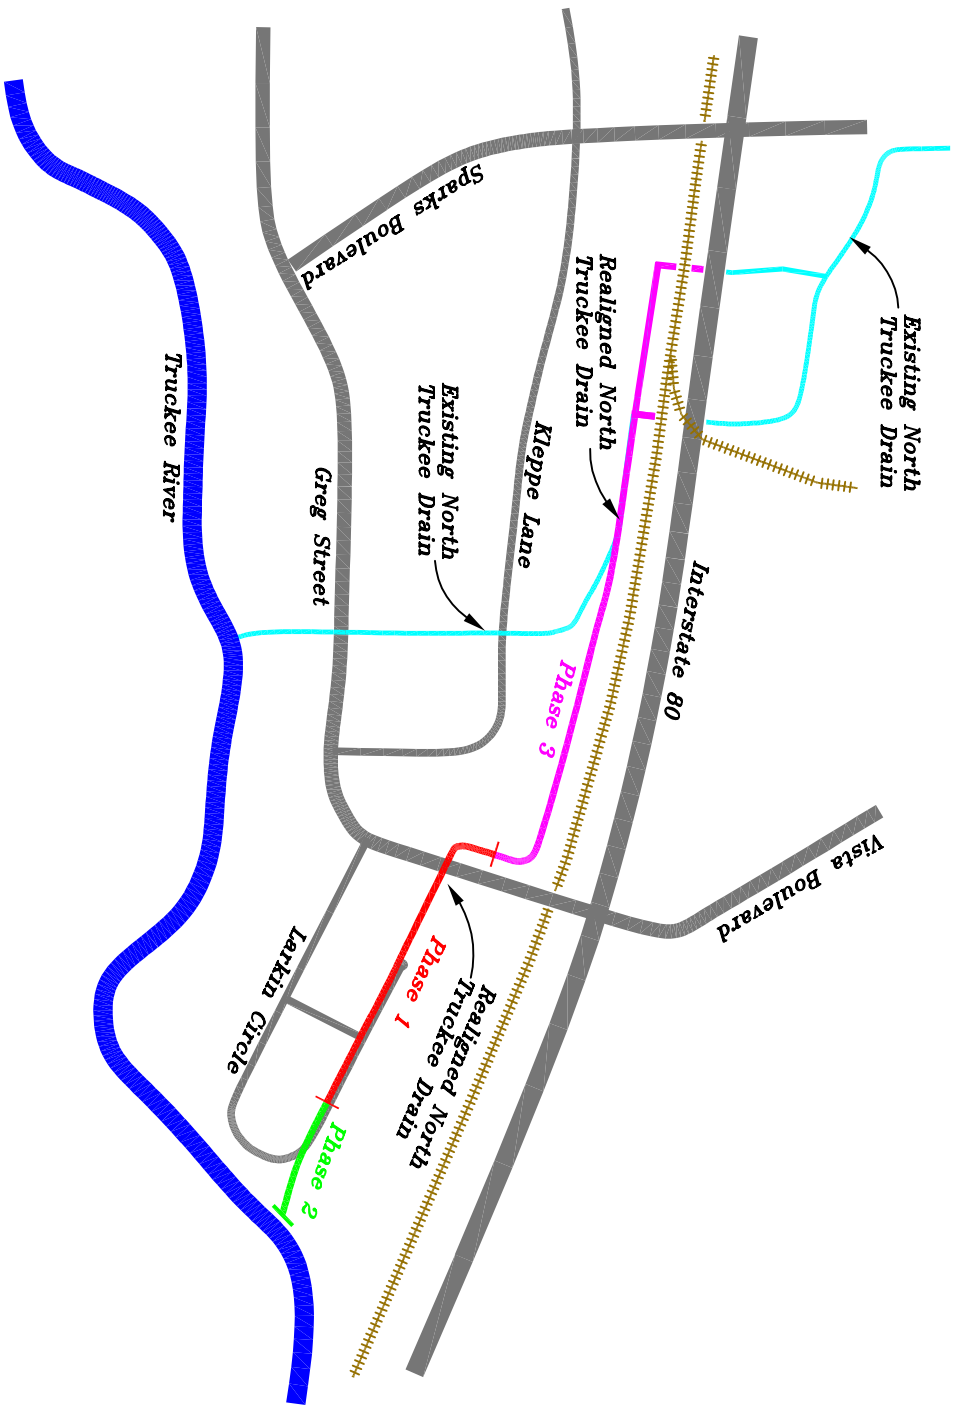 Sparks Boulevard
Realigned North
Truckee Drain
Existing North
Truckee Drain
Truckee River
Greg Street
Existing North
Truckee Drain
Kleppe Lane
Interstate 80
Phase 3
Vista Boulevard
Larkin Circle
Phase 1
Realigned North
Truckee Drain
Phase 2